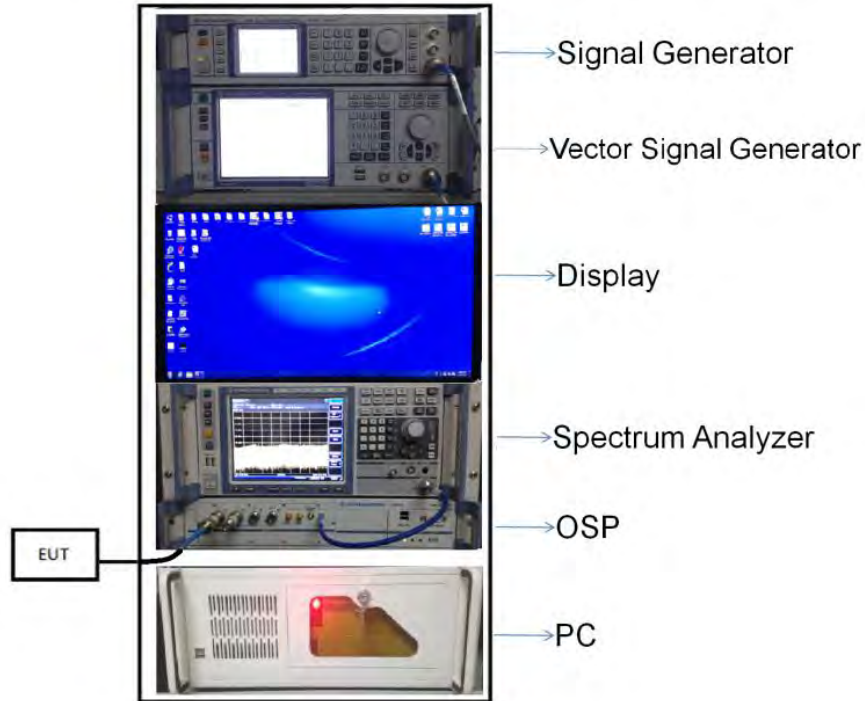 Signal Generator
Vector Signal Generator
Display
Spectrum Analyzer
EUT
OSP
PC